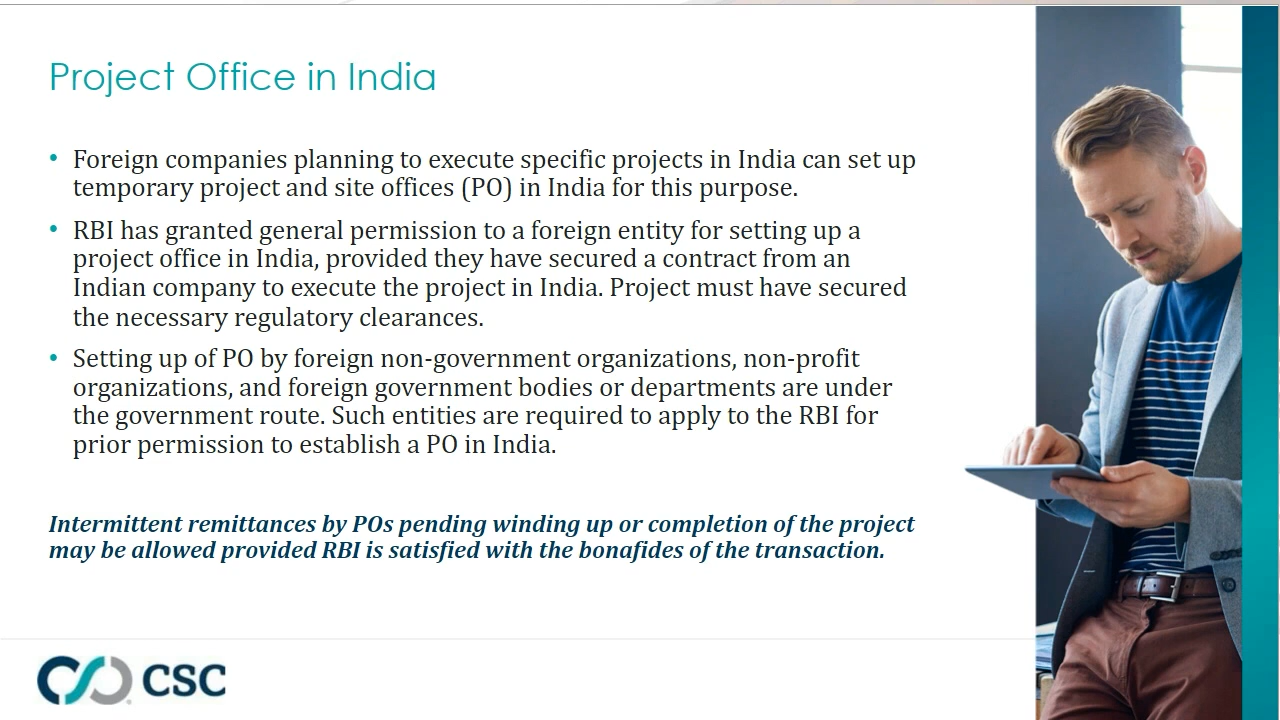 Project Office in India
• Foreign companies planning to execute specific projects in India can set up
temporary project and site offices (PO) in India for this purpose.
• RBI has granted general permission to a foreign entity for setting up a
project office in India, provided they have secured a contract from an
Indian company to execute the project in India. Project must have secured
the necessary regulatory clearances.
• Setting up of PO by foreign non-government organizations, non-profit
organizations, and foreign government bodies or departments are under
the government route. Such entities are required to apply to the RBI for
prior permission to establish a PO in India.
Intermittent remittances by POs pending winding up or completion of the project
may be allowed provided RBI is satisfied with the bonafides of the transaction.
CSC